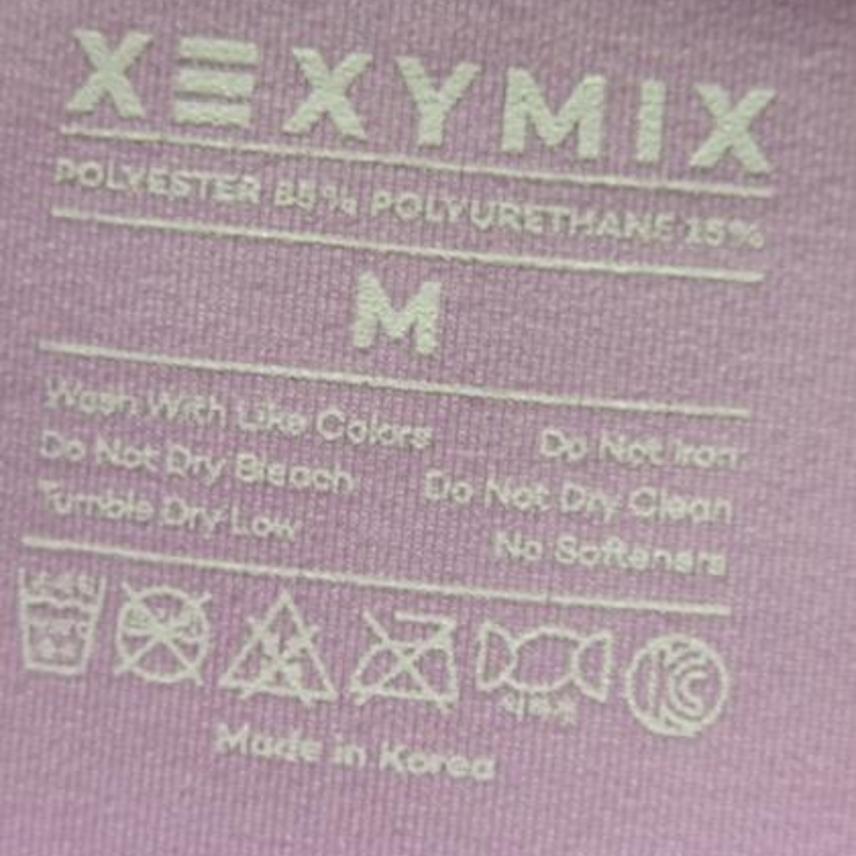 XEXYMIX
POLYESTER 85% POLYURETHANE 15%
M
Wash With Like Colors Do Not Iron
Do Not Dry Bleach Do Not Dry Clean
Tumble Dry Low No Softeners
Made in Korea